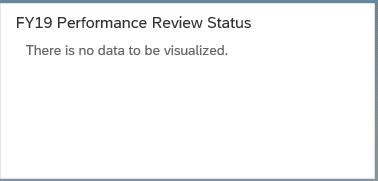 FY19 Performance Review Status
There is no data to be visualized.